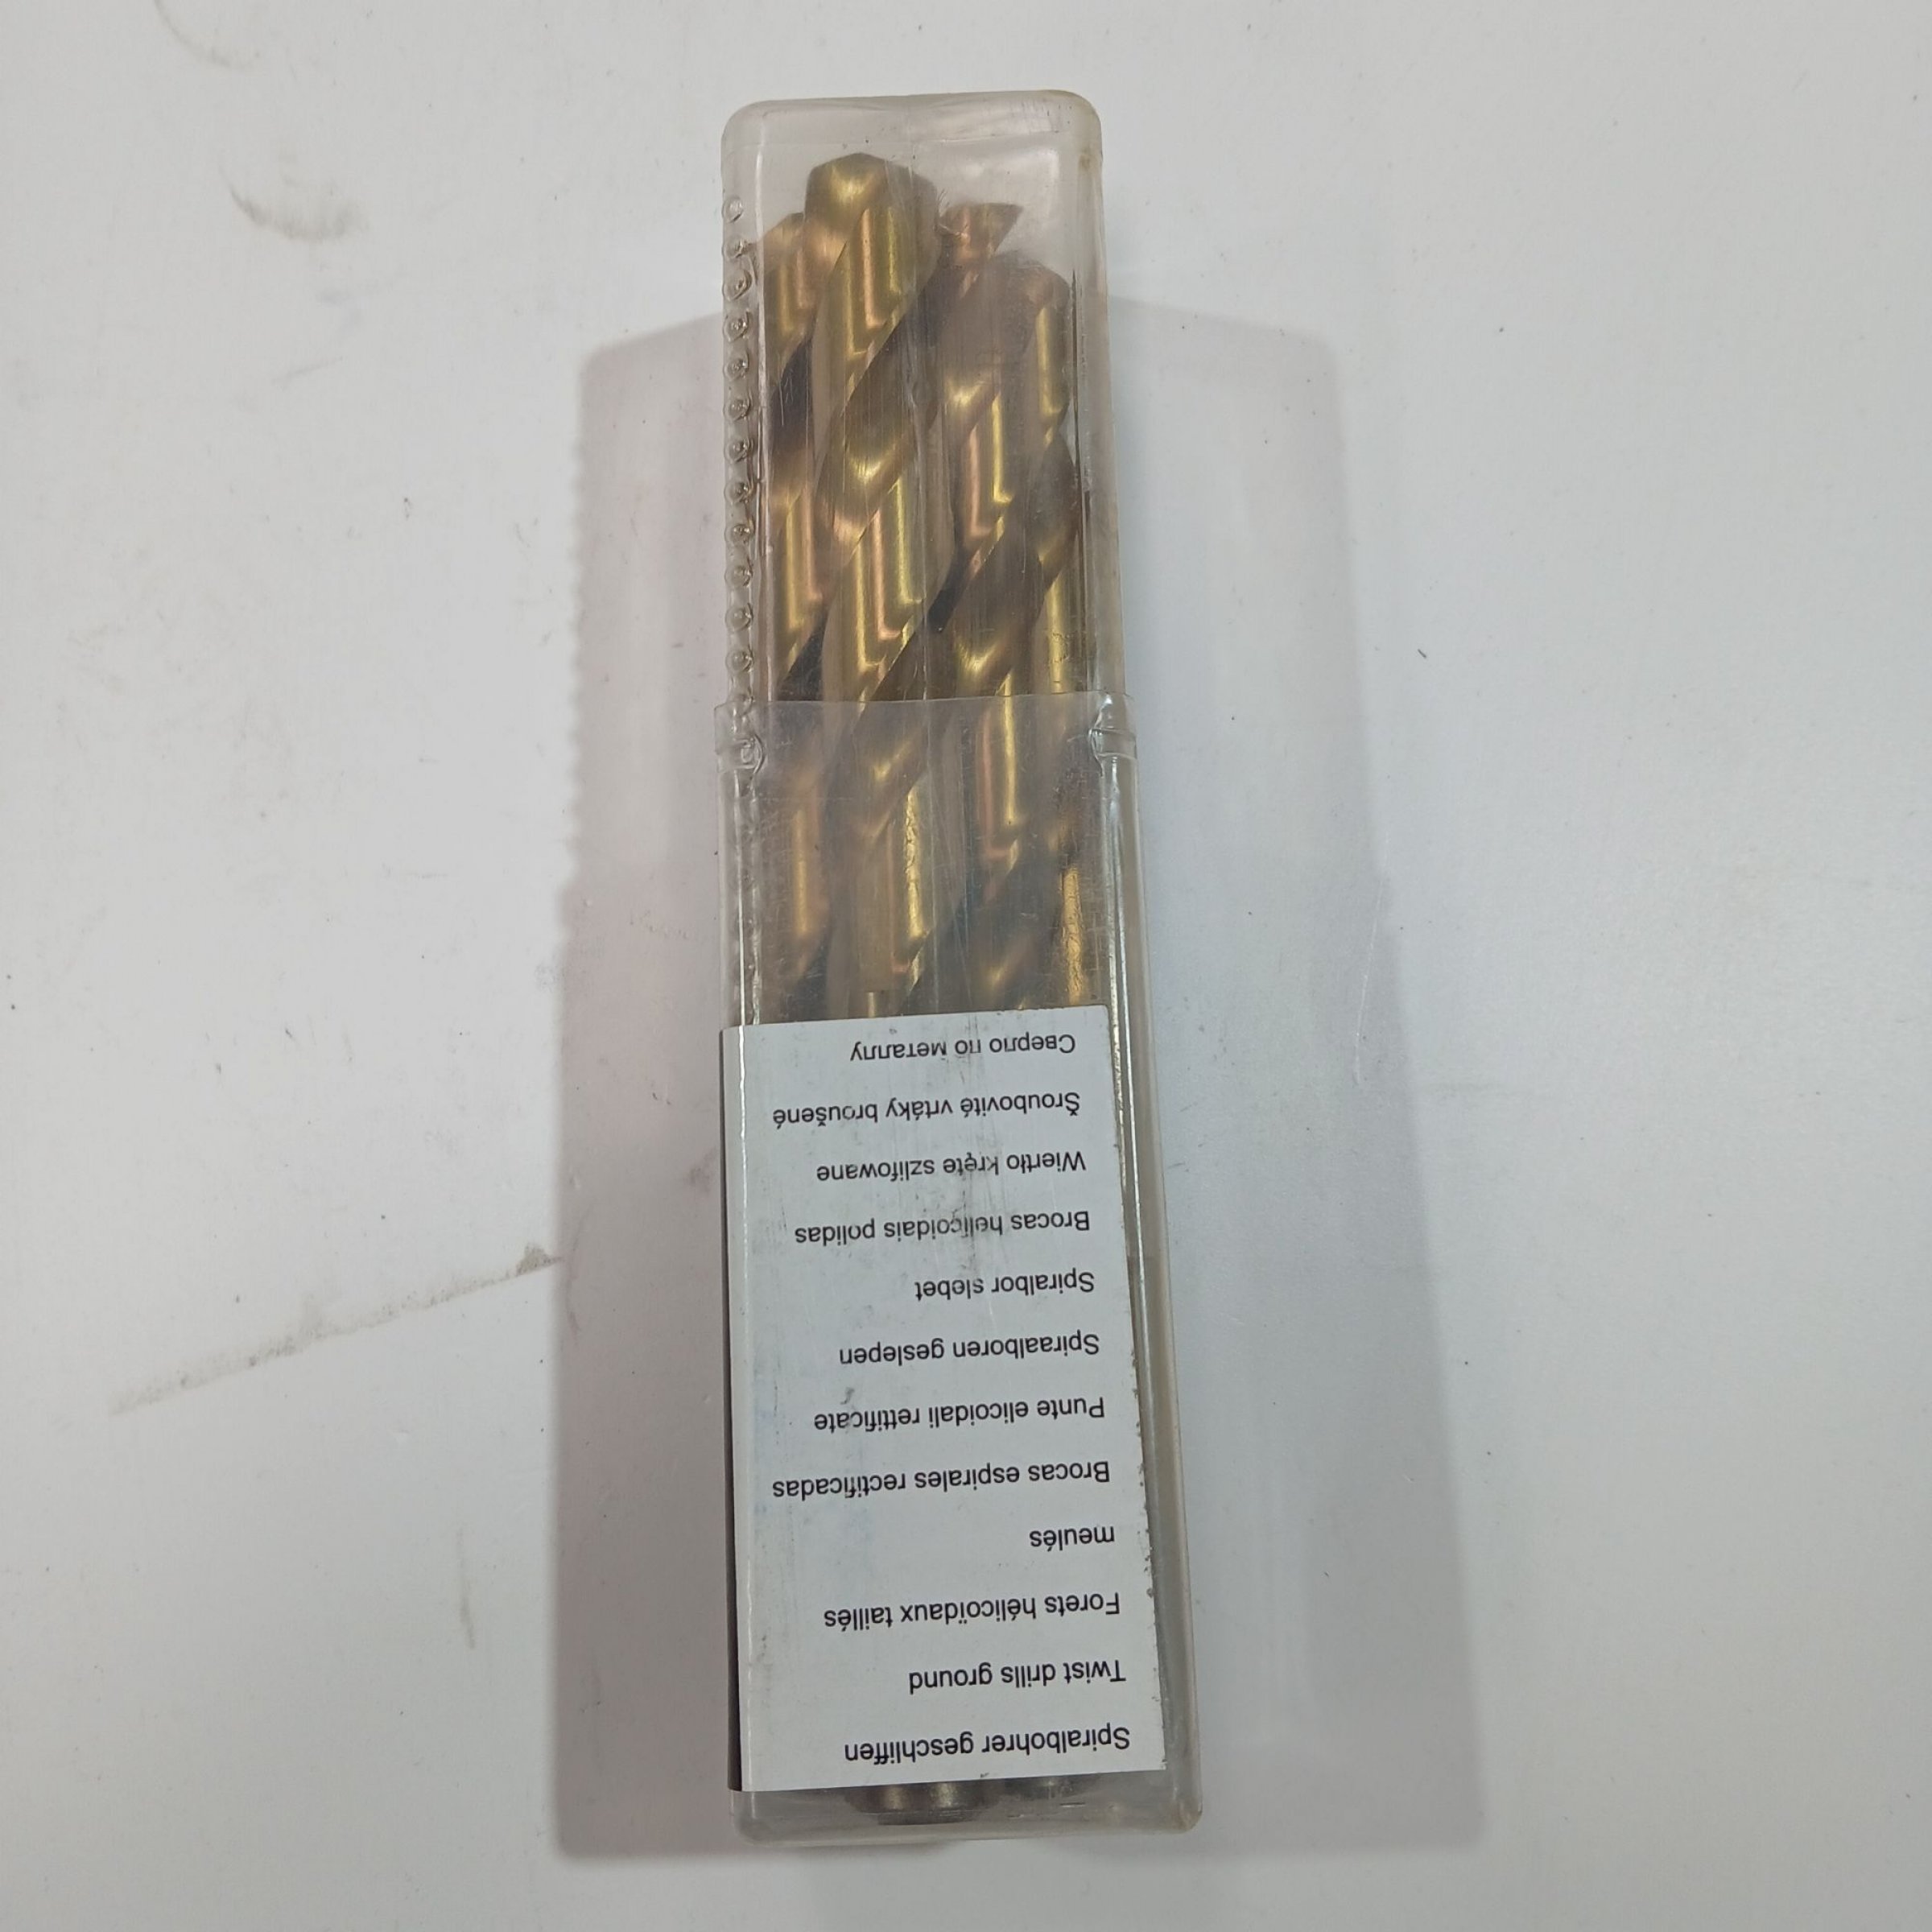 Spiralbohrer geschliffen
Twist drills ground
Forets hélicoïdaux taillés
meulés
Brocas espirales rectificadas
Punte elicoidali rettificate
Spiraalboren geslepen
Spiralbor slebet
Brocas helicoidais polidas
Wiertło kręte szlifowane
Šroubovité vrtáky broušené
Сверло по металлу